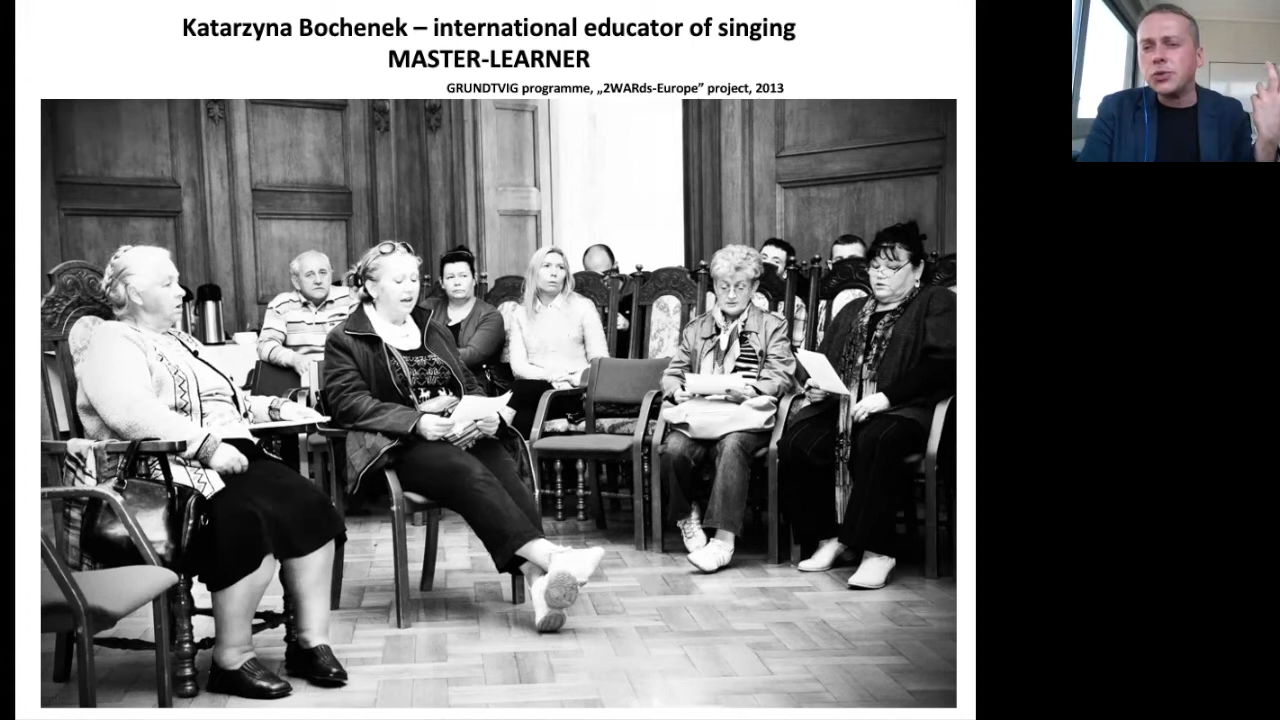 Katarzyna Bochenek – international educator of singing
MASTER-LEARNER
GRUNDTVIG programme, „2WARds-Europe” project, 2013